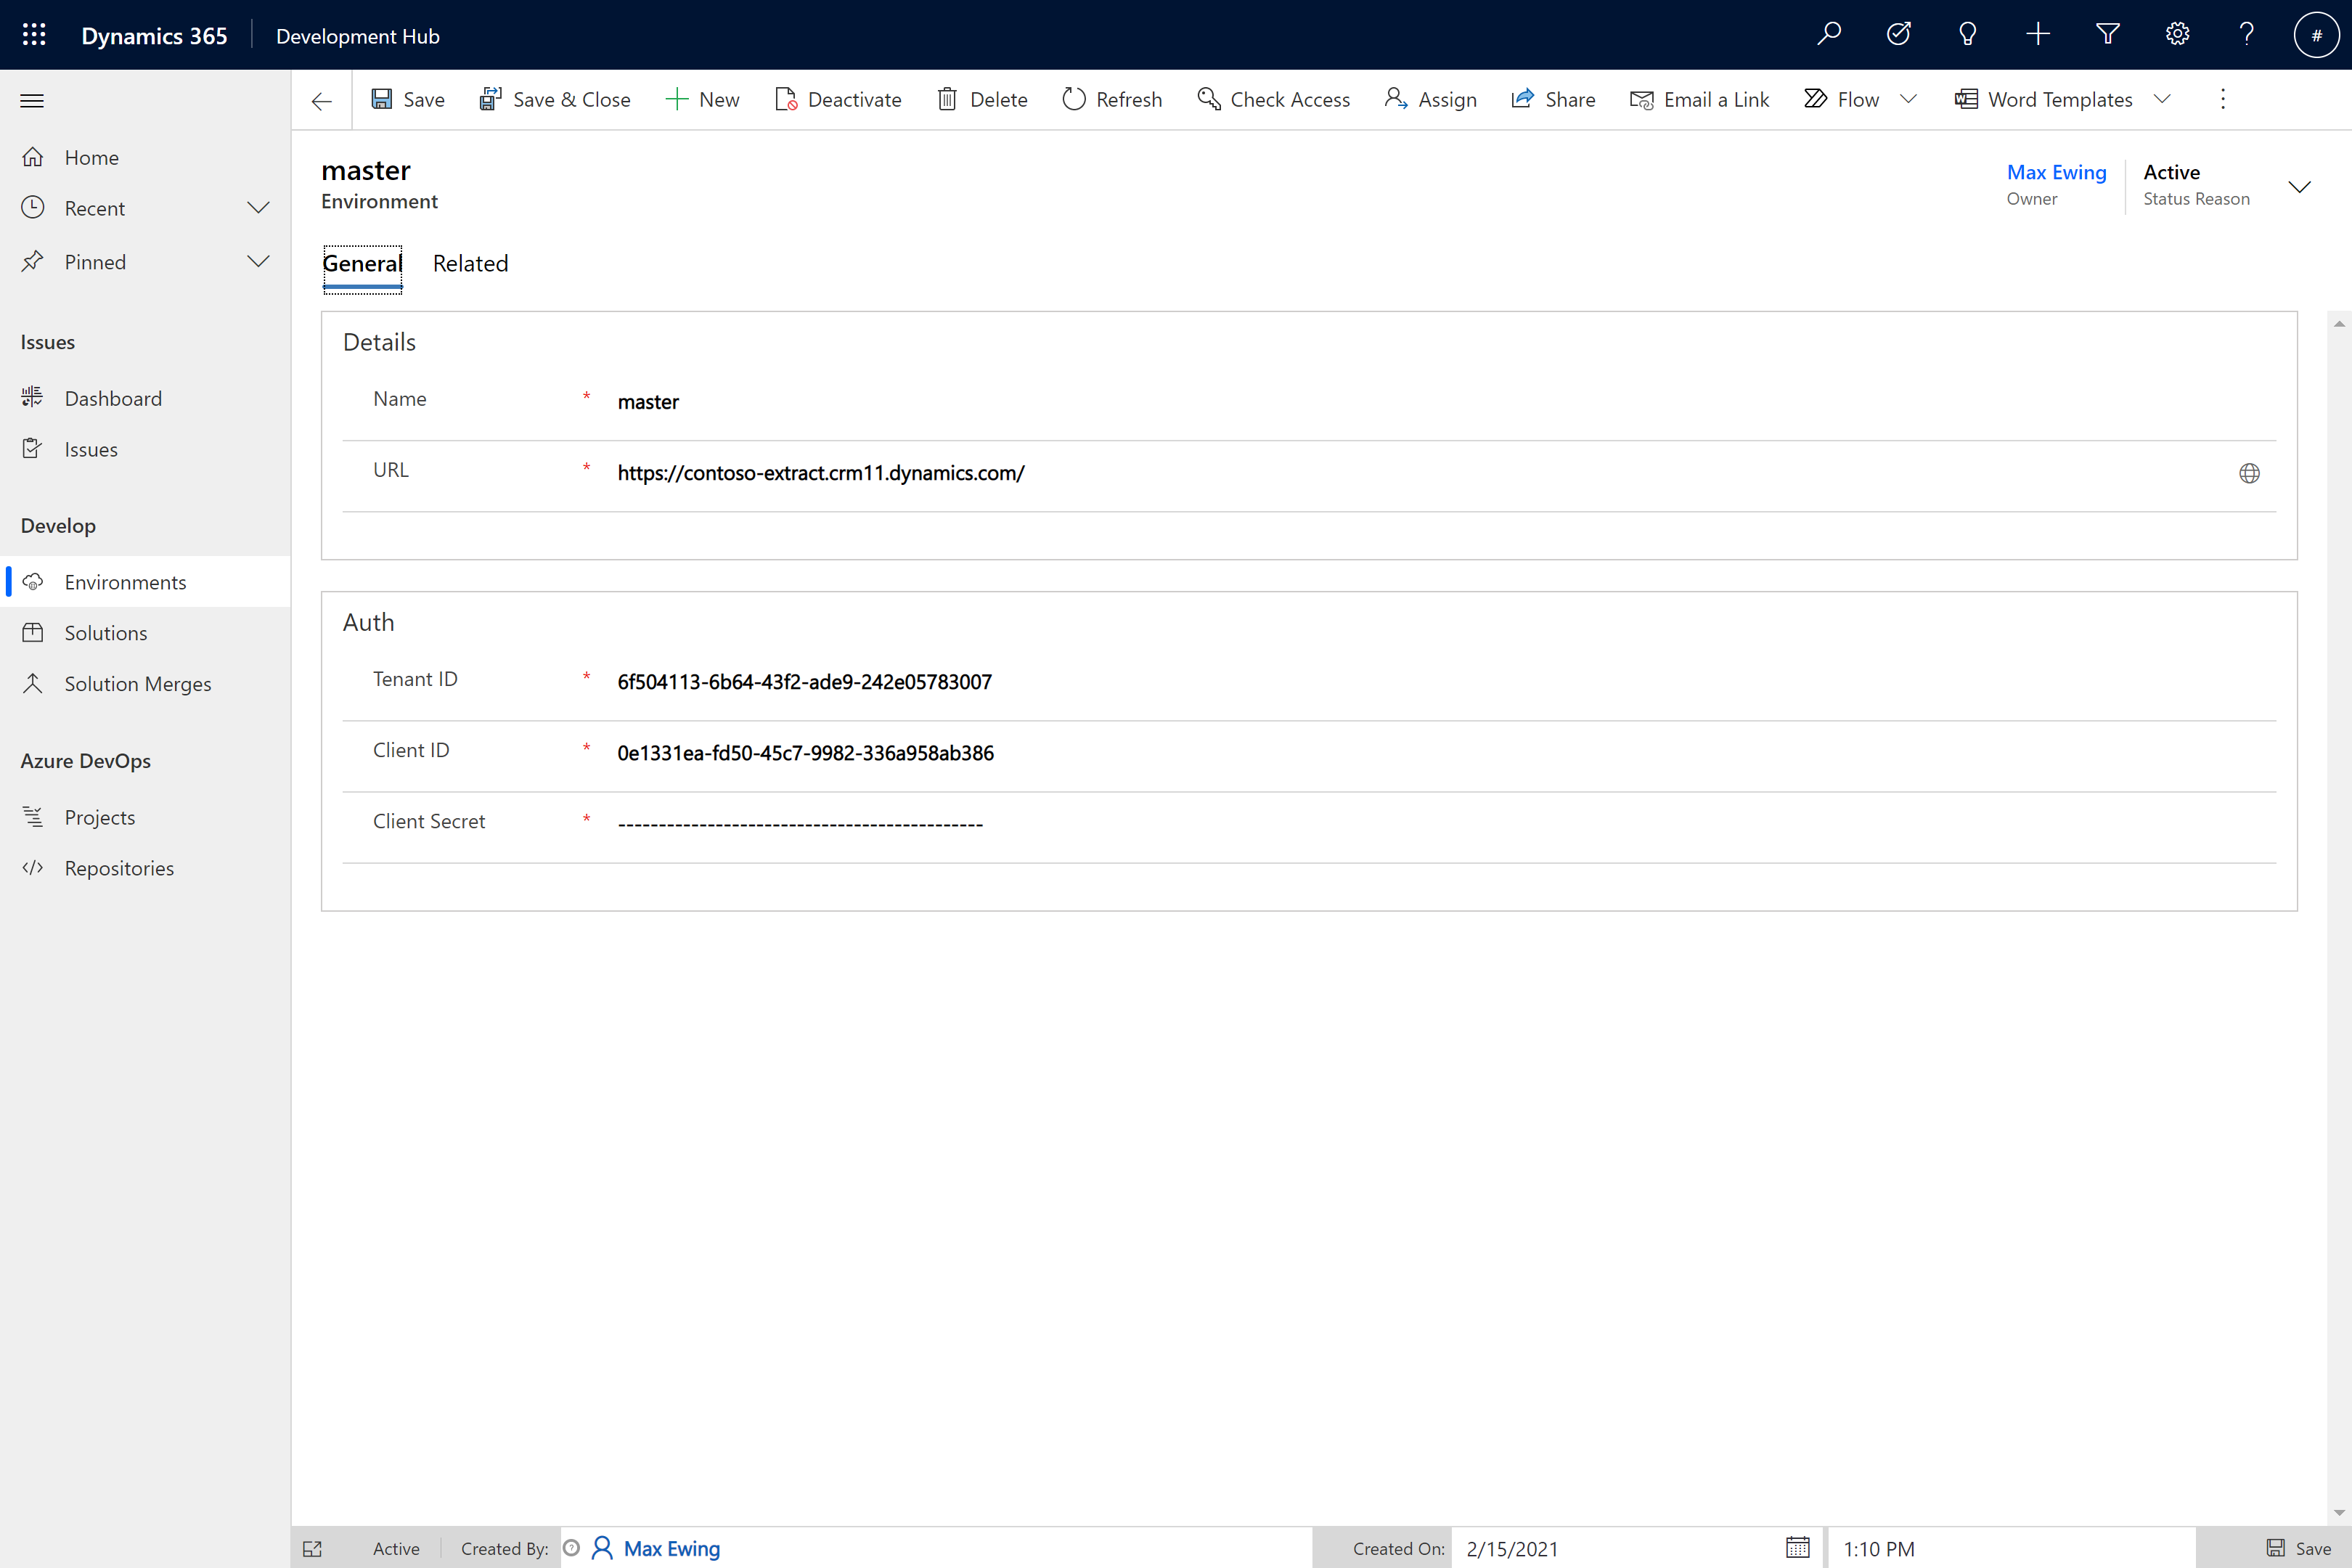 Dynamics 365 Development Hub #
Save Save & Close New Deactivate Delete Refresh Check Access Assign Share Email a Link Flow Word Templates
Home
Recent
Pinned
Issues
Dashboard
Issues
Develop
Environments
Solutions
Solution Merges
Azure DevOps
Projects
Repositories
master
Environment
Max Ewing
Owner
Active
Status Reason
General Related
Details
Name * master
URL * https://contoso-extract.crm11.dynamics.com/
Auth
Tenant ID * 6f504113-6b64-43f2-ade9-242e05783007
Client ID * 0e1331ea-fd50-45c7-9982-336a958ab386
Client Secret * ---------------------------------------------
Active Created By: Max Ewing Created On: 2/15/2021 1:10 PM Save